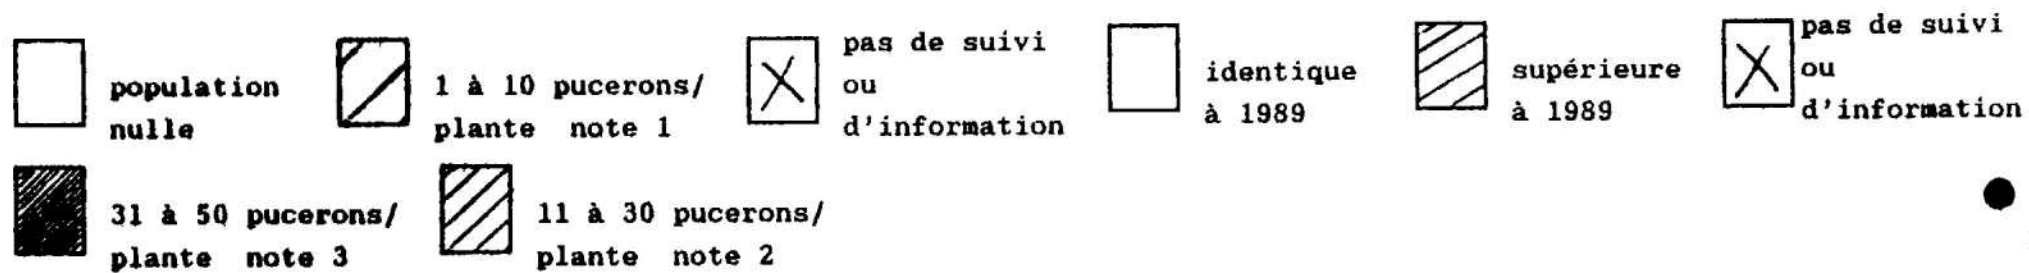 population
nulle
1 à 10 pucerons/
plante note 1
pas de suivi
ou
d'information
identique
à 1989
supérieure
à 1989
pas de suivi
ou
d'information
31 à 50 pucerons/
plante note 3
11 à 30 pucerons/
plante note 2